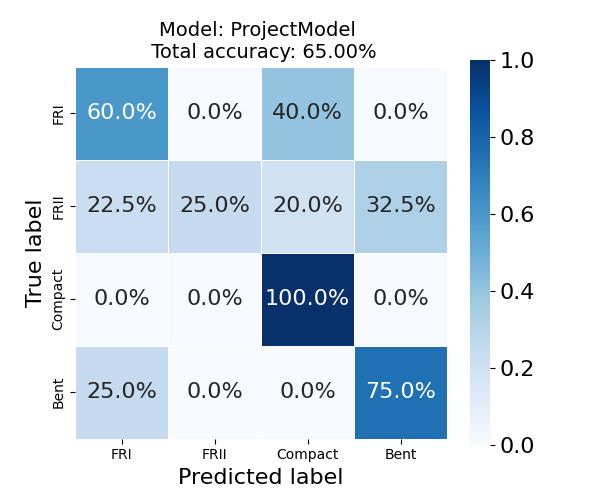 Model: ProjectModel
Total accuracy: 65.00%
True label
FRI
60.0% 0.0% 40.0% 0.0%
FRII
22.5% 25.0% 20.0% 32.5%
Compact
0.0% 0.0% 100.0% 0.0%
Bent
25.0% 0.0% 0.0% 75.0%
FRI FRII Compact Bent
Predicted label
1.0
0.8
0.6
0.4
0.2
0.0